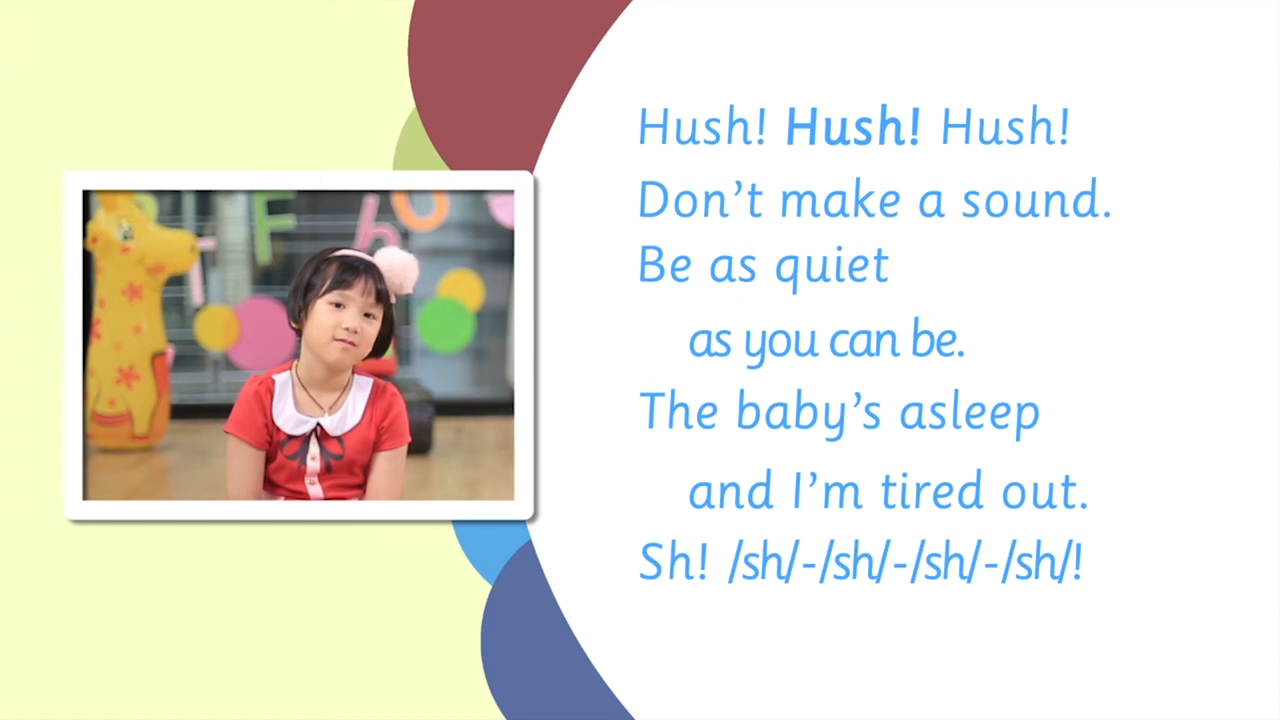 Hush! Hush! Hush!
Don't make a sound.
Be as quiet
as you can be.
The baby's asleep
and I'm tired out.
Sh! /sh/-/sh/-/sh/-/sh/!
F h